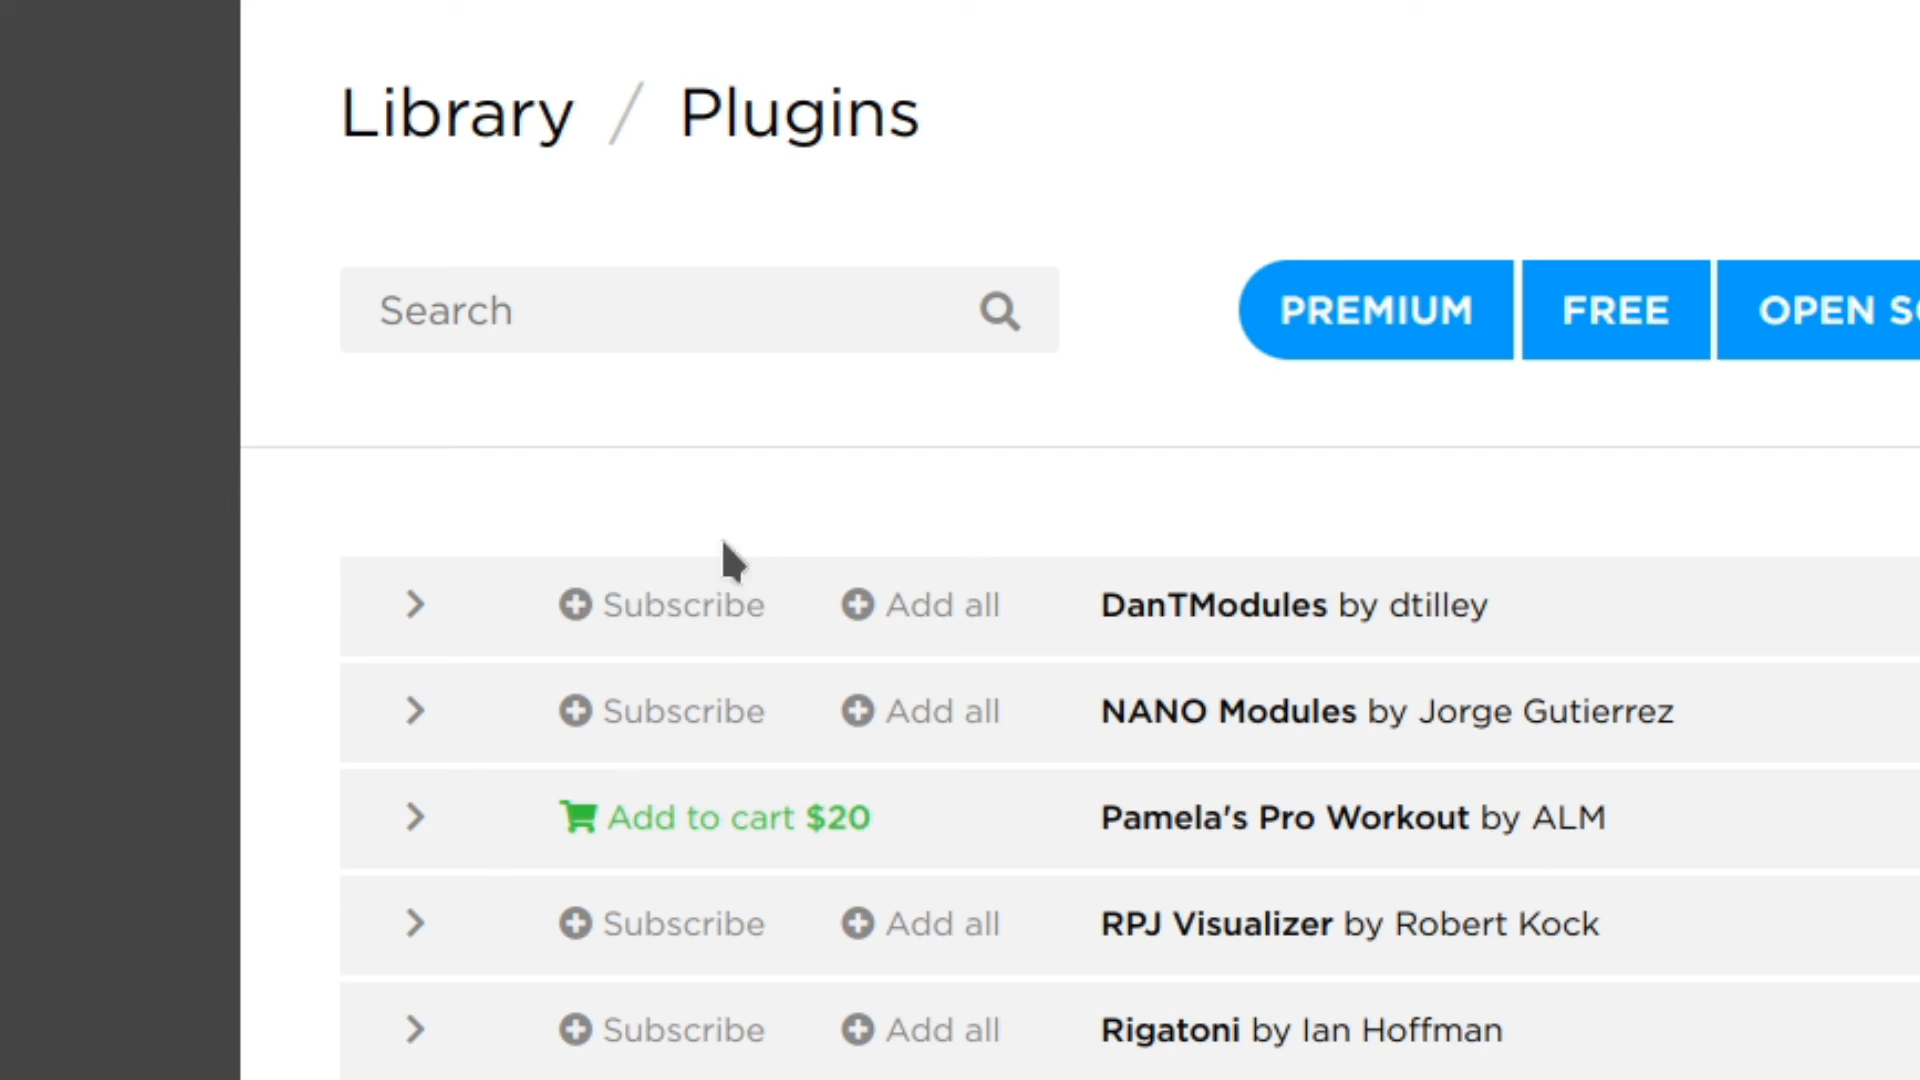 Library / Plugins
Search
PREMIUM FREE OPEN
Subscribe Add all DanTModules by dtilley
Subscribe Add all NANO Modules by Jorge Gutierrez
Add to cart $20 Pamela's Pro Workout by ALM
Subscribe Add all RPJ Visualizer by Robert Kock
Subscribe Add all Rigatoni by Ian Hoffman